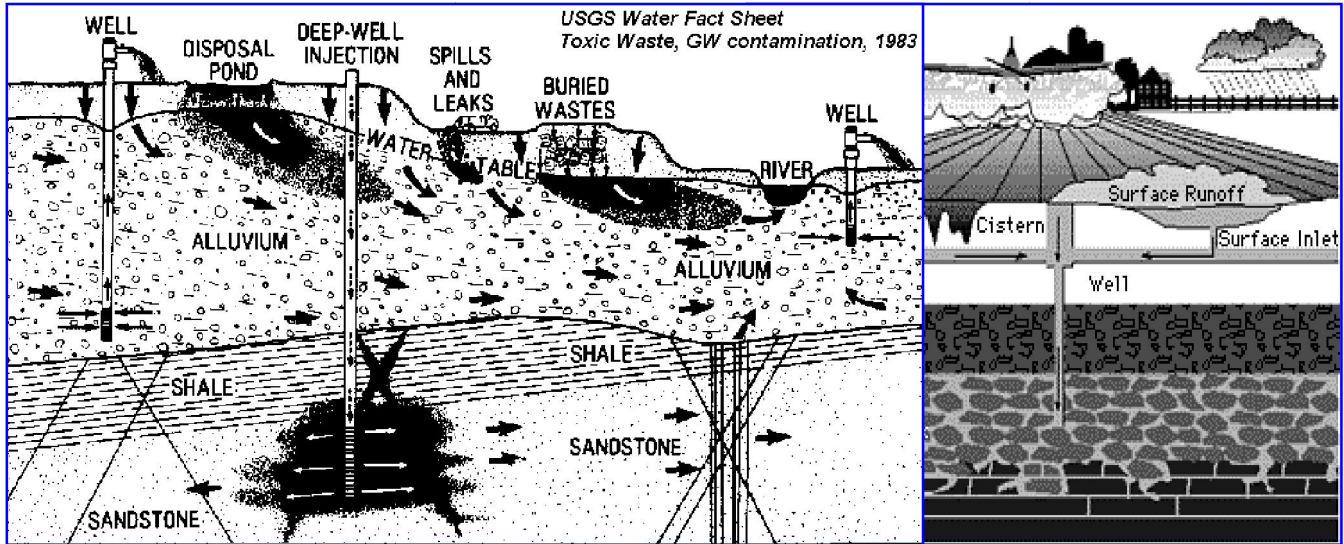 USGS Water Fact Sheet
Toxic Waste, GW contamination, 1983
WELL
DISPOSAL
POND
DEEP-WELL
INJECTION
SPILLS
AND
LEAKS
BURIED
WASTES
WELL
WATER
TABLE
RIVER
ALLUVIUM
ALLUVIUM
SHALE
SHALE
SANDSTONE
SANDSTONE
Surface Runoff
Cistern
Surface Inlet
Well